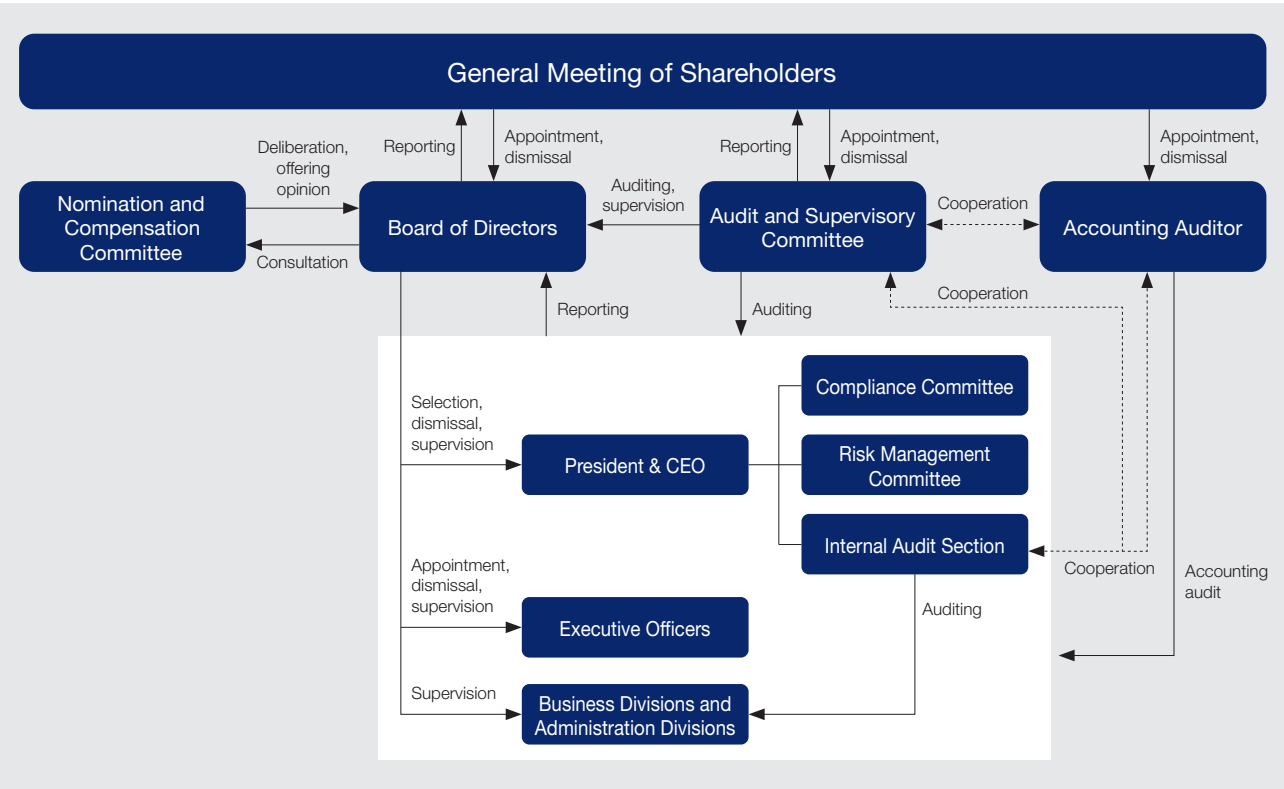 General Meeting of Shareholders
Deliberation,
offering
opinion
Reporting
Appointment,
dismissal
Reporting
Appointment,
dismissal
Appointment,
dismissal
Nomination and
Compensation
Committee
Consultation
Board of Directors
Auditing,
supervision
Audit and Supervisory
Committee
Cooperation
Accounting Auditor
Reporting
Auditing
Cooperation
Selection,
dismissal,
supervision
President & CEO
Compliance Committee
Risk Management
Committee
Internal Audit Section
Cooperation
Accounting
audit
Appointment,
dismissal,
supervision
Executive Officers
Auditing
Supervision
Business Divisions and
Administration Divisions